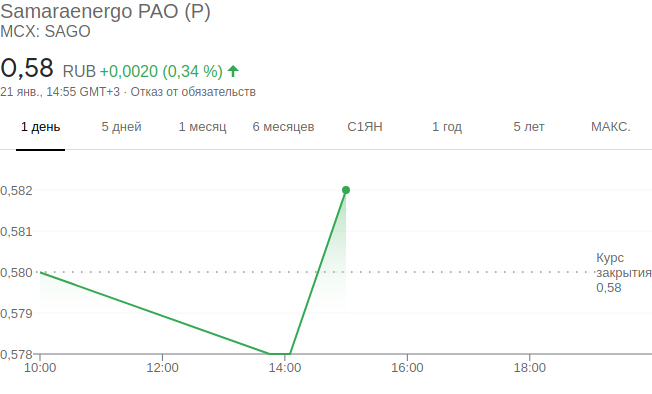 Samaraenergo PAO (P)
MCX: SAGO
0,58 RUB +0,0020 (0,34 %)
21 янв., 14:55 GMT+3 · Отказ от обязательств
1 день 5 дней 1 месяц 6 месяцев С1ЯН 1 год 5 лет МАКС.
0,582
0,581
Курс
закрытия
0,58
0,580
0,579
0,578
10:00 12:00 14:00 16:00 18:00